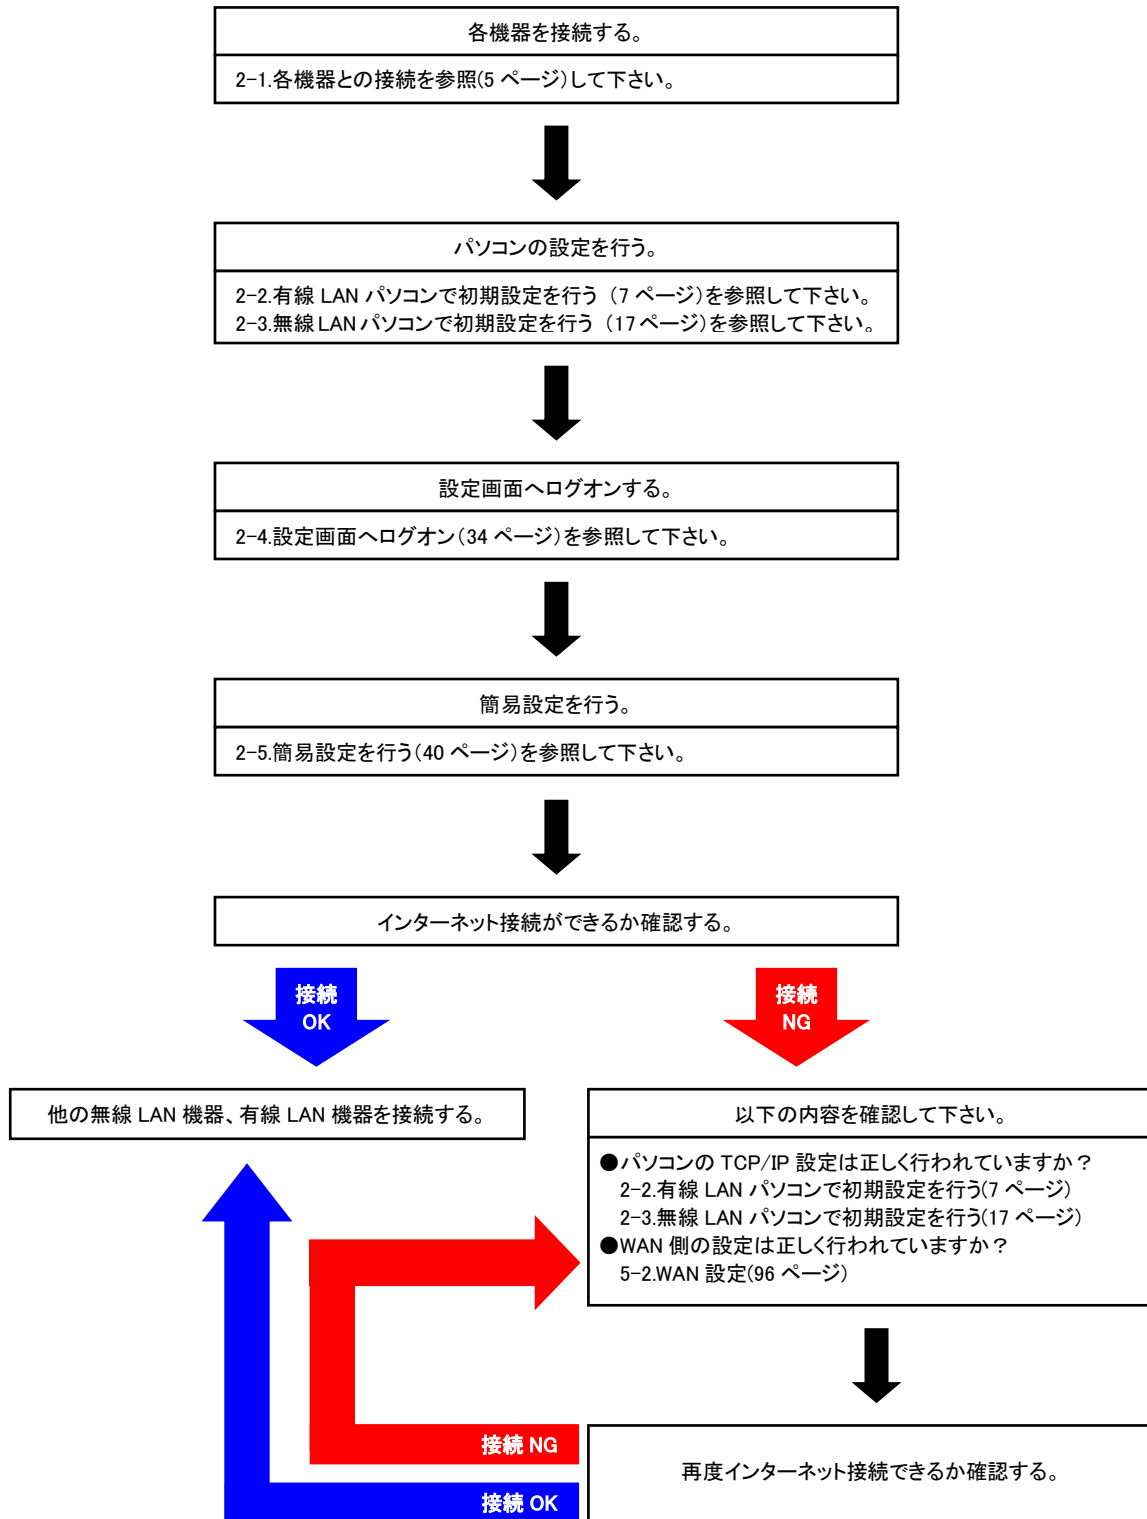 各機器を接続する。
2-1.各機器との接続を参照(5 ページ)して下さい。
パソコンの設定を行う。
2-2.有線 LAN パソコンで初期設定を行う (7 ページ)を参照して下さい。
2-3.無線 LAN パソコンで初期設定を行う (17 ページ)を参照して下さい。
設定画面へログオンする。
2-4.設定画面へログオン(34 ページ)を参照して下さい。
簡易設定を行う。
2-5.簡易設定を行う(40 ページ)を参照して下さい。
インターネット接続ができるか確認する。
接続
OK
接続
NG
他の無線 LAN 機器、有線 LAN 機器を接続する。
以下の内容を確認して下さい。
●パソコンの TCP/IP 設定は正しく行われていますか?
2-2.有線 LAN パソコンで初期設定を行う(7 ページ)
2-3.無線 LAN パソコンで初期設定を行う(17 ページ)
●WAN 側の設定は正しく行われていますか?
5-2.WAN 設定(96 ページ)
接続 NG
再度インターネット接続できるか確認する。
接続 OK